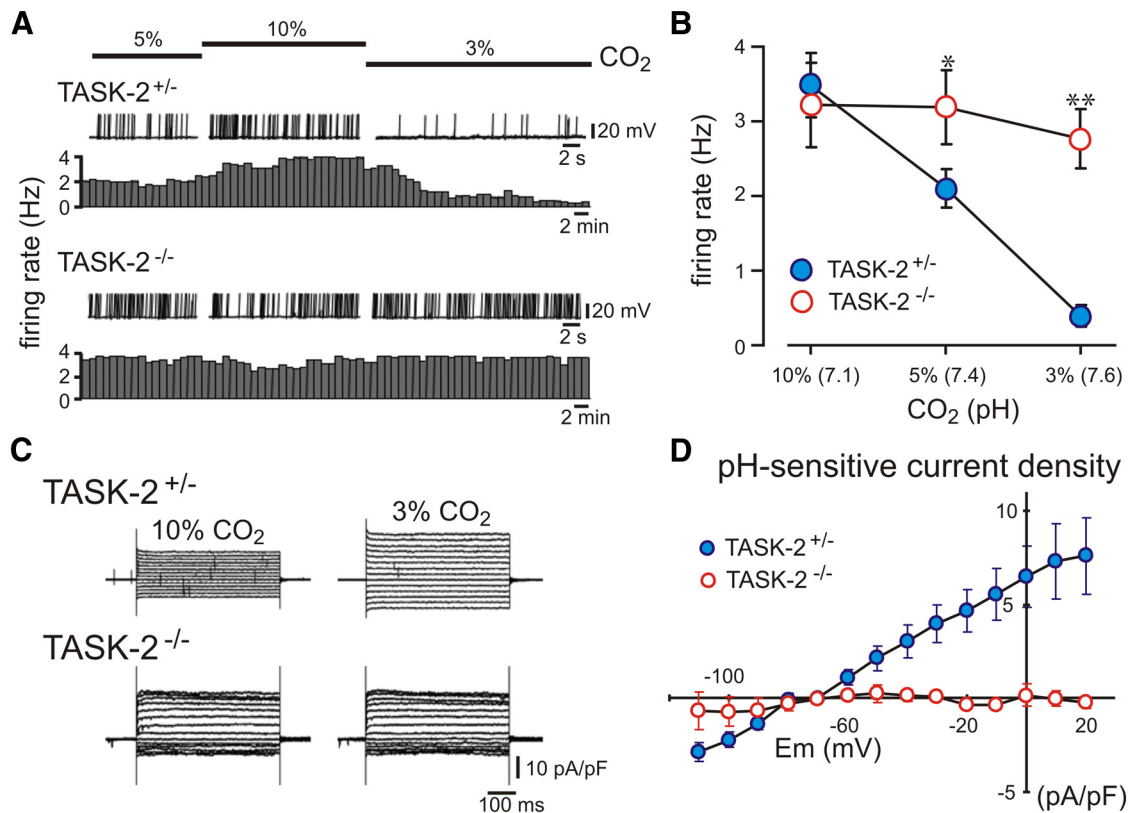 A
5% 10% 3% CO2
TASK-2+/-
20 mV
2 s
4
2
0
2 min
firing rate (Hz)
TASK-2-/-
20 mV
2 s
4
2
0
2 min
B
4
3
2
1
0
firing rate (Hz)
*
**
TASK-2+/-
TASK-2-/-
10% (7.1) 5% (7.4) 3% (7.6)
CO2 (pH)
C
TASK-2+/-
10% CO2 3% CO2
TASK-2-/-
10 pA/pF
100 ms
D
pH-sensitive current density
10
TASK-2+/-
TASK-2-/-
5
-100
-60 -20 20
Em (mV)
-5 (pA/pF)